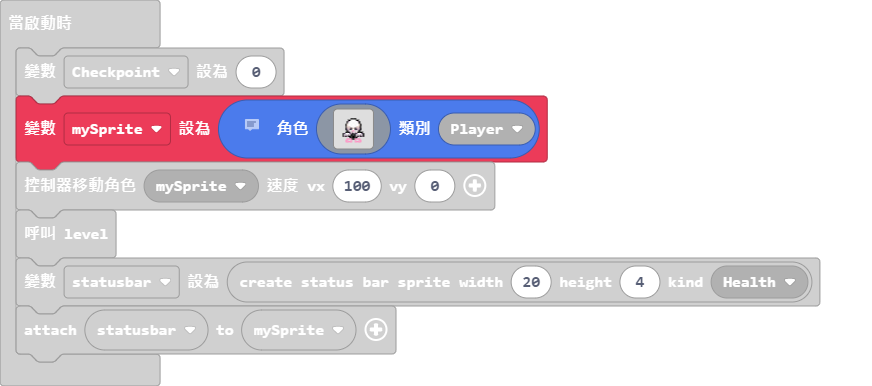 當啟動時
變數 Checkpoint 設為 0
變數 mySprite 設為 角色 類別 Player
控制器移動角色 mySprite 速度 vx 100 vy 0
呼叫 level
變數 statusbar 設為 create status bar sprite width 20 height 4 kind Health
attach statusbar to mySprite